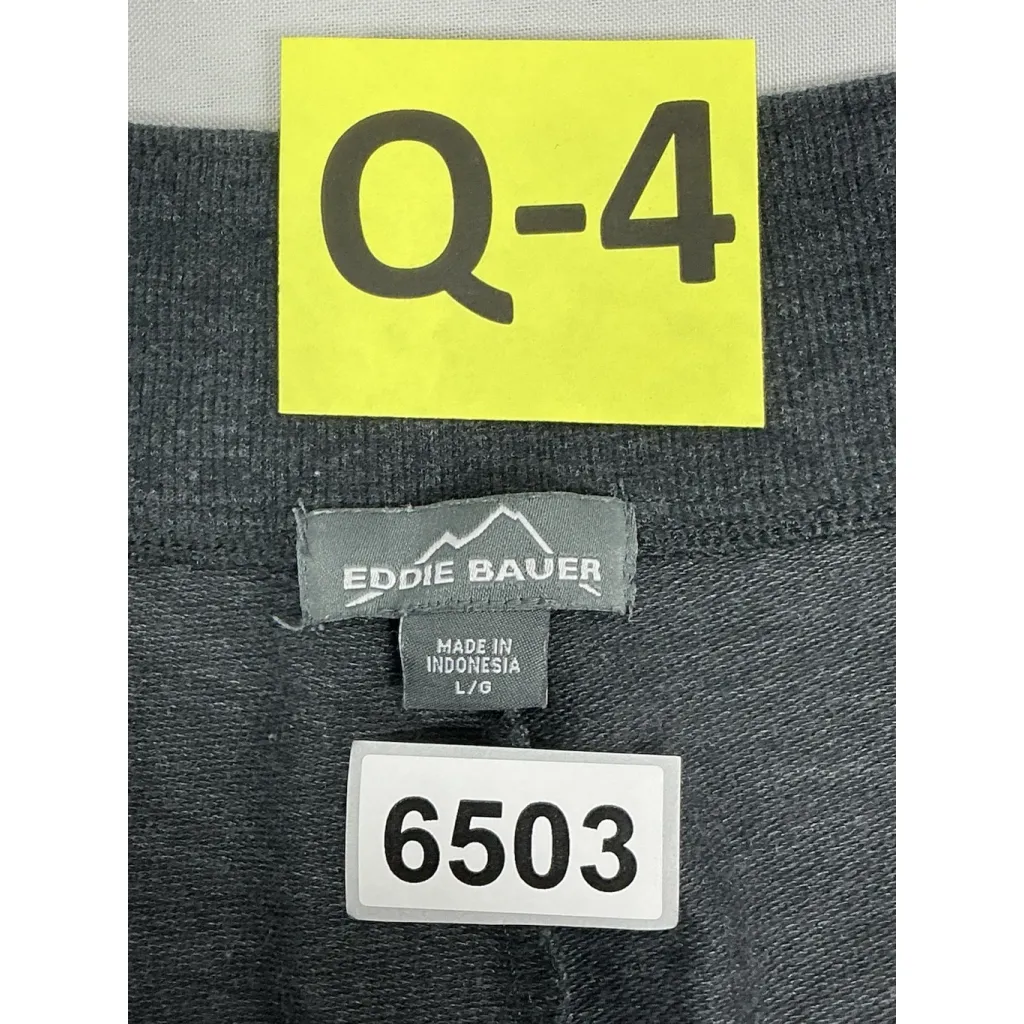 Q-4
EDDIE BAUER
MADE IN
INDONESIA
L/G
6503